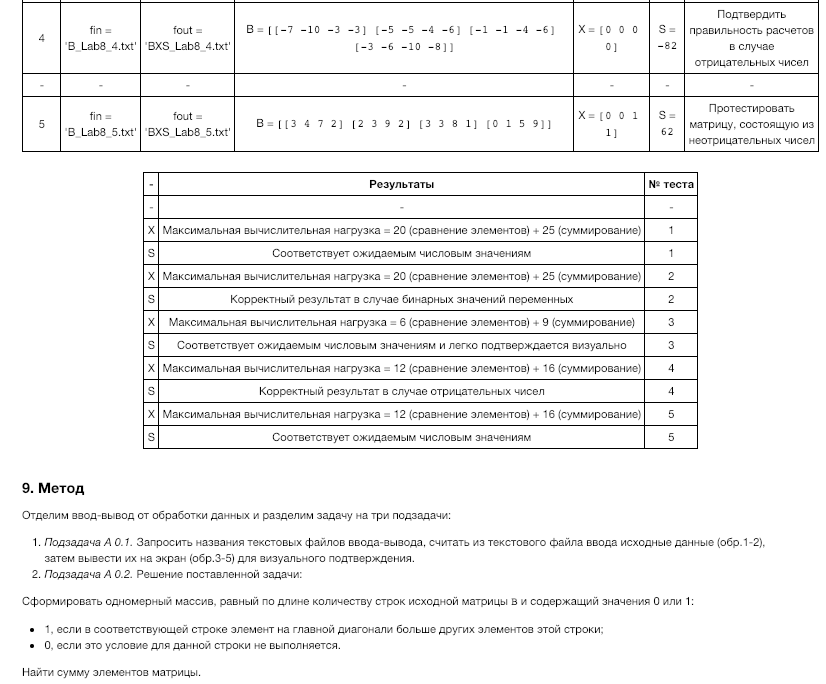 4
fin = 'B_Lab8_4.txt'
fout = 'BXS_Lab8_4.txt'
B = [[-7 -10 -3 -3] [-5 -5 -4 -6] [-1 -1 -4 -6]
[-3 -6 -10 -8]]
X = [0 0 0
0]
S =
-82
Подтвердить
правильность расчетов
в случае
отрицательных чисел
- - - - - - -
5
fin = 'B_Lab8_5.txt'
fout = 'BXS_Lab8_5.txt'
B = [[3 4 7 2] [2 3 9 2] [3 3 8 1] [0 1 5 9]]
X = [0 0 1
1]
S =
62
Протестировать
матрицу, состоящую из
неотрицательных чисел
- Результаты № теста
- - -
X Максимальная вычислительная нагрузка = 20 (сравнение элементов) + 25 (суммирование) 1
S Соответствует ожидаемым числовым значениям 1
X Максимальная вычислительная нагрузка = 20 (сравнение элементов) + 25 (суммирование) 2
S Корректный результат в случае бинарных значений переменных 2
X Максимальная вычислительная нагрузка = 6 (сравнение элементов) + 9 (суммирование) 3
S Соответствует ожидаемым числовым значениям и легко подтверждается визуально 3
X Максимальная вычислительная нагрузка = 12 (сравнение элементов) + 16 (суммирование) 4
S Корректный результат в случае отрицательных чисел 4
X Максимальная вычислительная нагрузка = 12 (сравнение элементов) + 16 (суммирование) 5
S Соответствует ожидаемым числовым значениям 5
9. Метод
Отделим ввод-вывод от обработки данных и разделим задачу на три подзадачи:
1. Подзадача А 0.1. Запросить названия текстовых файлов ввода-вывода, считать из текстового файла ввода исходные данные (обр.1-2),
затем вывести их на экран (обр.3-5) для визуального подтверждения.
2. Подзадача А 0.2. Решение поставленной задачи:
Сформировать одномерный массив, равный по длине количеству строк исходной матрицы B и содержащий значения 0 или 1:
• 1, если в соответствующей строке элемент на главной диагонали больше других элементов этой строки;
• 0, если это условие для данной строки не выполняется.
Найти сумму элементов матрицы.